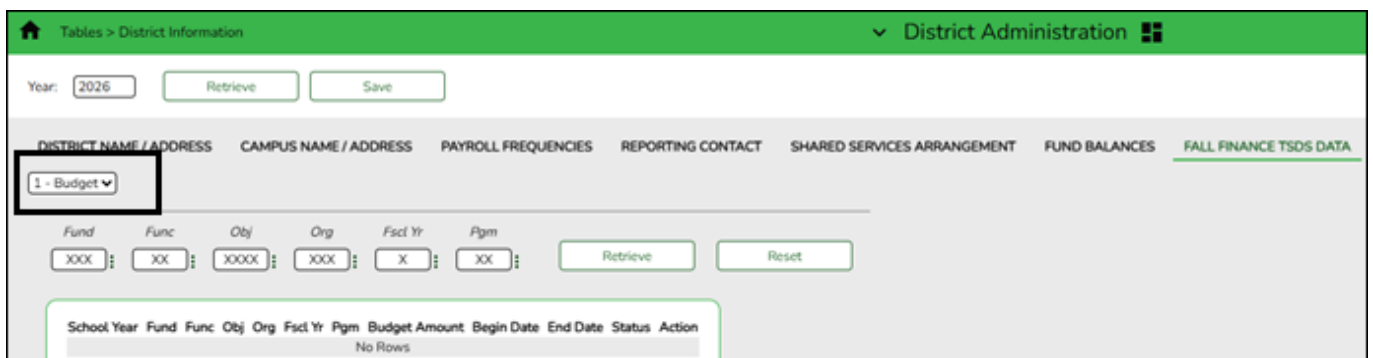 Tables > District Information
District Administration
Year: 2026 Retrieve Save
DISTRICT NAME / ADDRESS CAMPUS NAME / ADDRESS PAYROLL FREQUENCIES REPORTING CONTACT SHARED SERVICES ARRANGEMENT FUND BALANCES FALL FINANCE TSDS DATA
1 - Budget
Fund Func Obj Org Fscl Yr Pgm
XXX XX XXXX XXX X XX Retrieve Reset
School Year Fund Func Obj Org Fscl Yr Pgm Budget Amount Begin Date End Date Status Action
No Rows